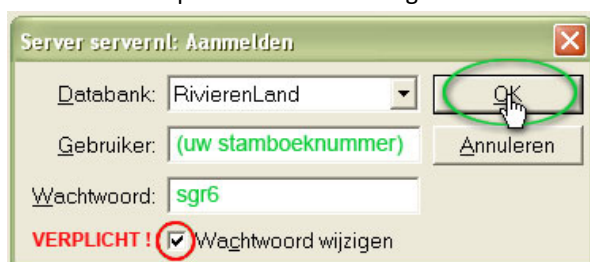 Server servernl: Aanmelden
Databank: RivierenLand OK
Gebruiker: (uw stamboeknummer) Annuleren
Wachtwoord: sgr6
VERPLICHT ! Wachtwoord wijzigen